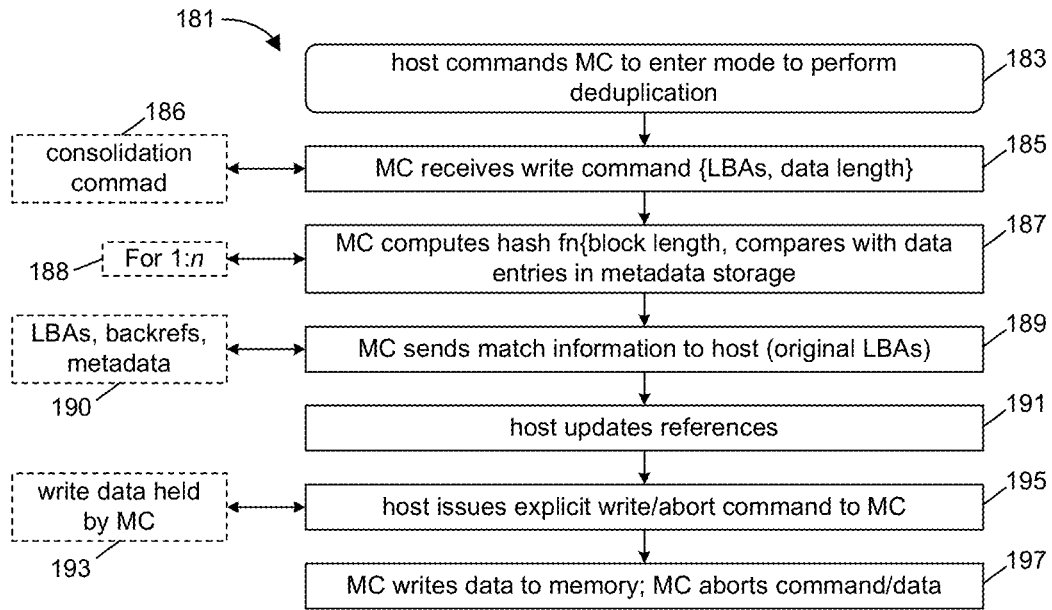 181
host commands MC to enter mode to perform
deduplication
183
186
consolidation
commad
MC receives write command {LBAs, data length}
185
188
For 1:n
MC computes hash fn{block length, compares with data
entries in metadata storage
187
LBAs, backrefs,
metadata
190
MC sends match information to host (original LBAs)
189
host updates references
191
write data held
by MC
193
host issues explicit write/abort command to MC
195
MC writes data to memory; MC aborts command/data
197